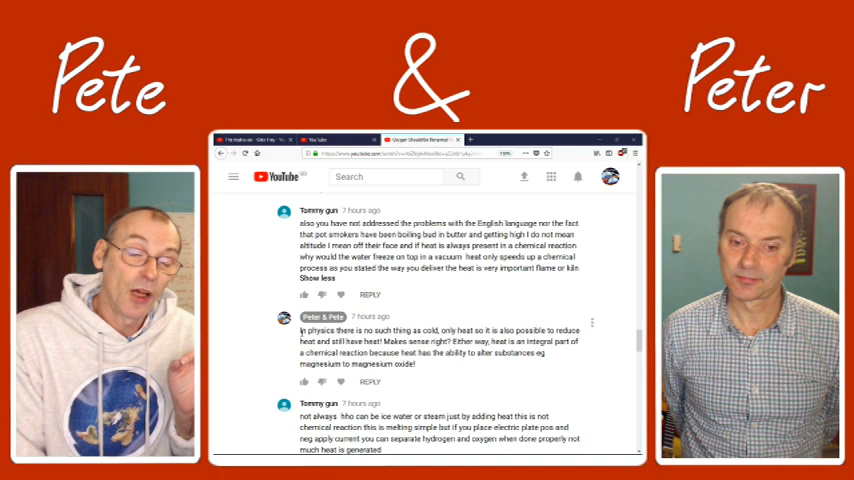 Pete & Peter
YouTube
YouTube
Search
Tommy gun 7 hours ago
also you have not addressed the problems with the English language nor the fact
that pot smokers have been boiling bud in butter and getting high I do not mean
altitude I mean off their face and if heat is always present in a chemical reaction
why would the water freeze on top in a vacuum heat only speeds up a chemical
process as you stated the way you deliver the heat is very important flame or kiln
Show less
REPLY
Peter & Pete 7 hours ago
In physics there is no such thing as cold, only heat so it is also possible to reduce
heat and still have heat! Makes sense right? Either way, heat is an integral part of
a chemical reaction because heat has the ability to alter substances eg
magnesium to magnesium oxide!
REPLY
Tommy gun 7 hours ago
not always hho can be ice water or steam just by adding heat this is not
chemical reaction this is melting simple but if you place electric plate pos and
neg apply current you can separate hydrogen and oxygen when done properly not
much heat is generated